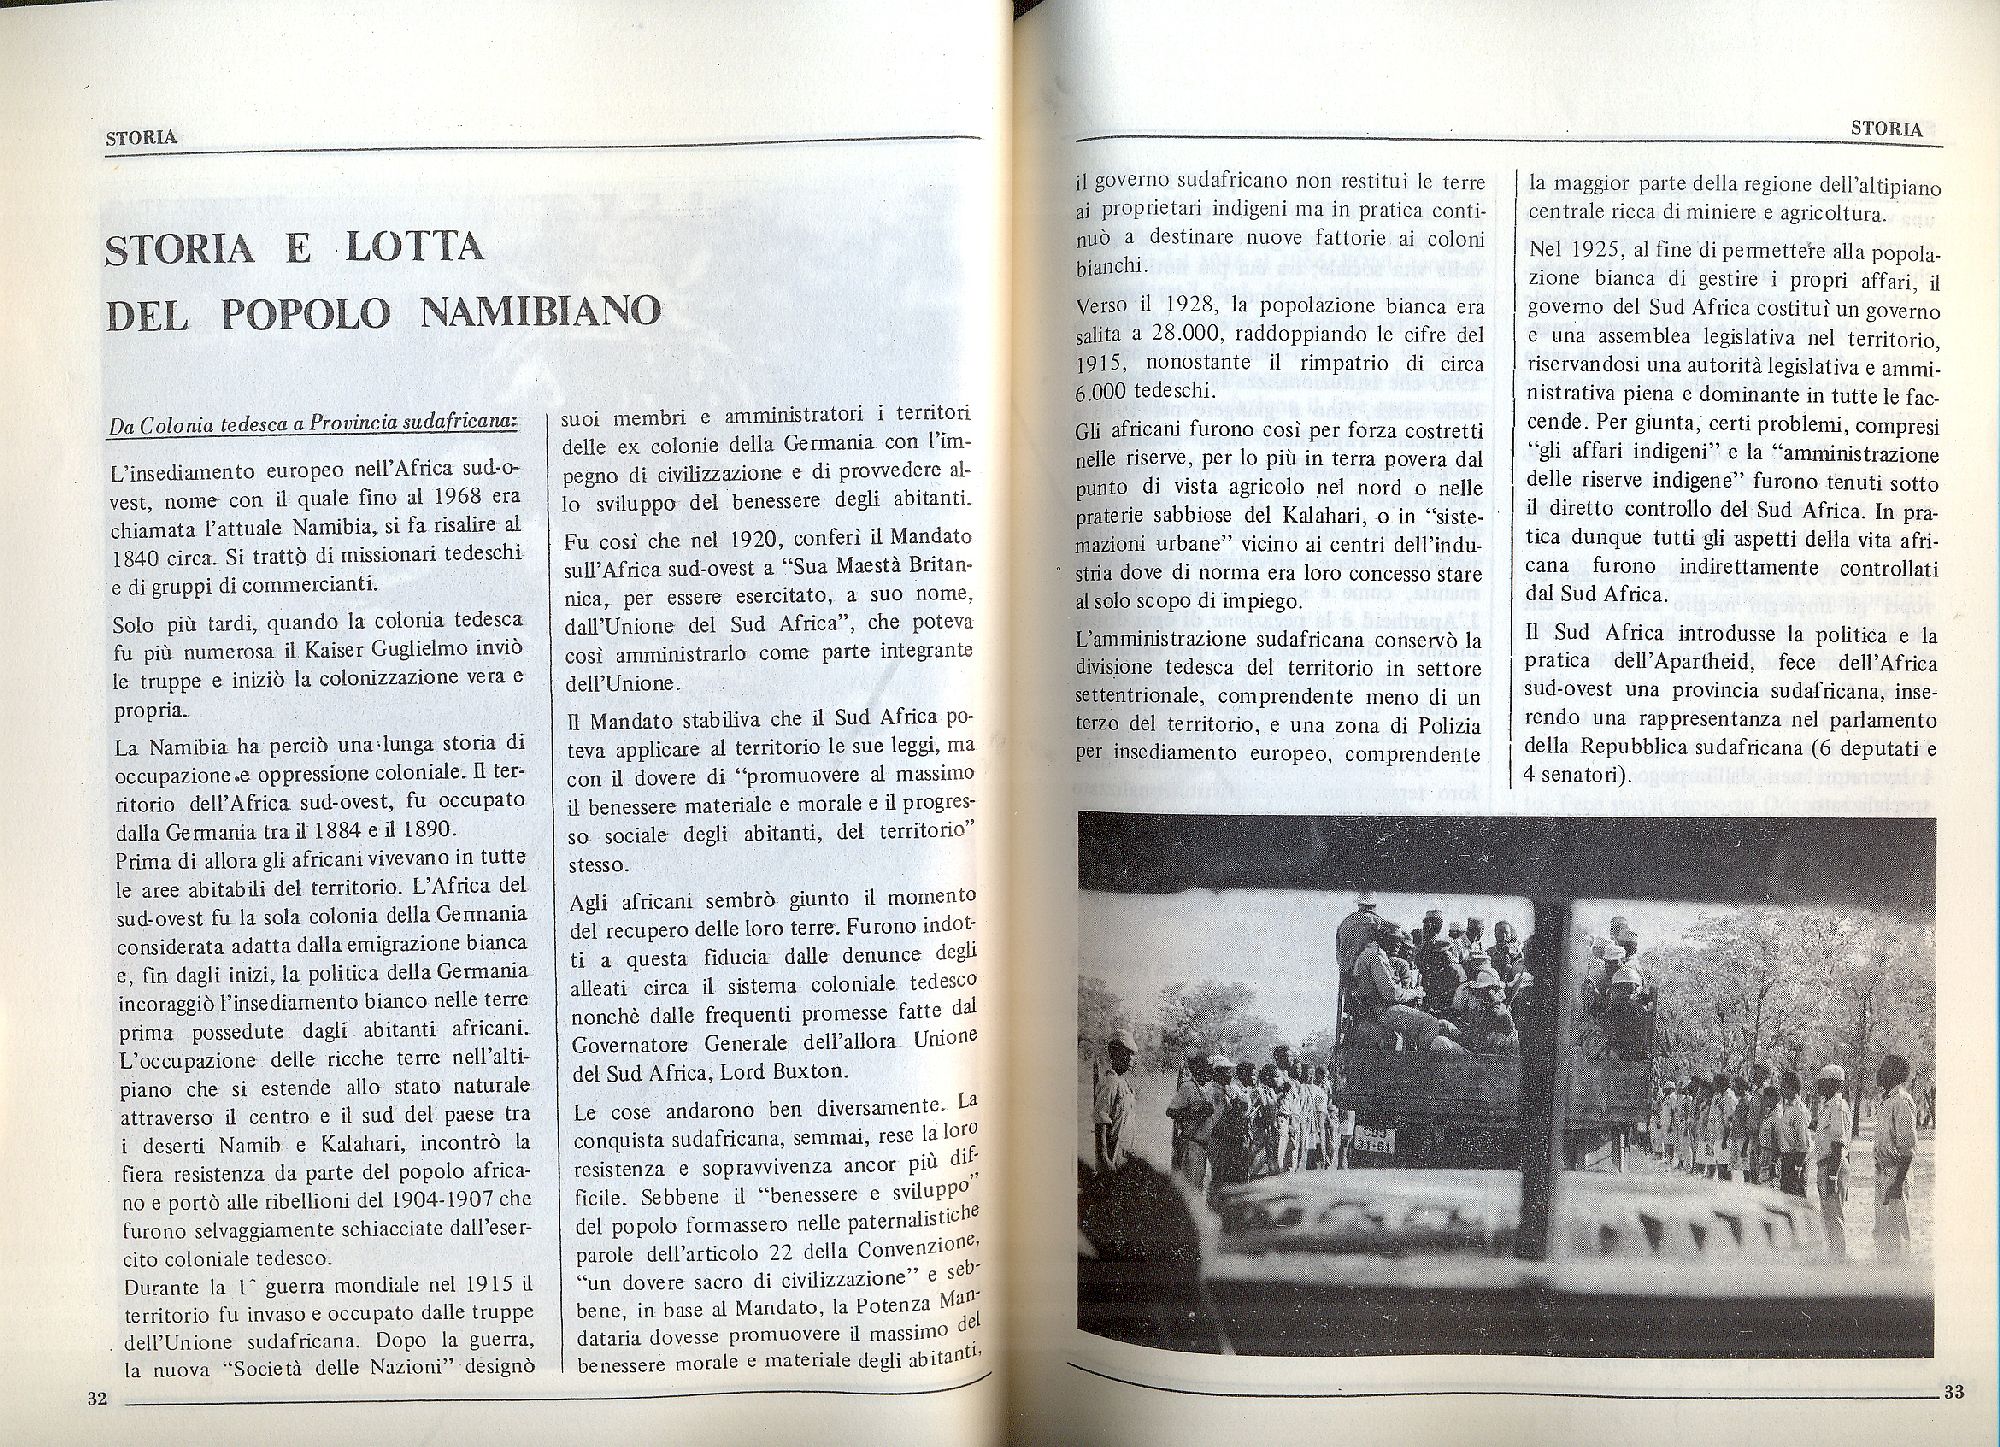 STORIA
STORIA E LOTTA
DEL POPOLO NAMIBIANO
Da Colonia tedesca a Provincia sudafricana:
L'insediamento europeo nell'Africa sud-o-
vest, nome con il quale fino al 1968 era
chiamata l'attuale Namibia, si fa risalire al
1840 circa. Si trattò di missionari tedeschi
e di gruppi di commercianti.
Solo più tardi, quando la colonia tedesca
fu più numerosa il Kaiser Guglielmo inviò
le truppe e iniziò la colonizzazione vera e
propria.
La Namibia ha perciò una lunga storia di
occupazione e oppressione coloniale. Il ter-
ritorio dell'Africa sud-ovest, fu occupato
dalla Germania tra il 1884 e il 1890.
Prima di allora gli africani vivevano in tutte
le aree abitabili del territorio. L'Africa del
sud-ovest fu la sola colonia della Germania
considerata adatta dalla emigrazione bianca
e, fin dagli inizi, la politica della Germania
incoraggiò l'insediamento bianco nelle terre
prima possedute dagli abitanti africani.
L'occupazione delle ricche terre nell'alti-
piano che si estende allo stato naturale
attraverso il centro e il sud del paese tra
i deserti Namib e Kalahari, incontrò la
fiera resistenza da parte del popolo africa-
no e portò alle ribellioni del 1904-1907 che
furono selvaggiamente schiacciate dall'eser-
cito coloniale tedesco.
Durante la 1^ guerra mondiale nel 1915 il
territorio fu invaso e occupato dalle truppe
dell'Unione sudafricana. Dopo la guerra,
la nuova "Società delle Nazioni" designò
suoi membri e amministratori i territori
delle ex colonie della Germania con l'im-
pegno di civilizzazione e di provvedere al-
lo sviluppo del benessere degli abitanti.
Fu così che nel 1920, conferì il Mandato
sull'Africa sud-ovest a "Sua Maestà Britan-
nica, per essere esercitato, a suo nome,
dall'Unione del Sud Africa", che poteva
così amministrarlo come parte integrante
dell'Unione.
Il Mandato stabiliva che il Sud Africa po-
teva applicare al territorio le sue leggi, ma
con il dovere di "promuovere al massimo
il benessere materiale e morale e il progres-
so sociale degli abitanti, del territorio"
stesso.
Agli africani sembrò giunto il momento
del recupero delle loro terre. Furono indot-
ti a questa fiducia dalle denunce degli
alleati circa il sistema coloniale tedesco
nonchè dalle frequenti promesse fatte dal
Governatore Generale dell'allora Unione
del Sud Africa, Lord Buxton.
Le cose andarono ben diversamente. La
conquista sudafricana, semmai, rese la loro
resistenza e sopravvivenza ancor più dif-
ficile. Sebbene il "benessere e sviluppo"
del popolo formassero nelle paternalistiche
parole dell'articolo 22 della Convenzione,
"un dovere sacro di civilizzazione" e seb-
bene, in base al Mandato, la Potenza Man-
dataria dovesse promuovere il massimo del
benessere morale e materiale degli abitanti,
32
STORIA
il governo sudafricano non restituì le terre
ai proprietari indigeni ma in pratica conti-
nuò a destinare nuove fattorie ai coloni
bianchi.
Verso il 1928, la popolazione bianca era
salita a 28.000, raddoppiando le cifre del
1915, nonostante il rimpatrio di circa
6.000 tedeschi.
Gli africani furono così per forza costretti
nelle riserve, per lo più in terra povera dal
punto di vista agricolo nel nord o nelle
praterie sabbiose del Kalahari, o in "siste-
mazioni urbane" vicino ai centri dell'indu-
stria dove di norma era loro concesso stare
al solo scopo di impiego.
L'amministrazione sudafricana conservò la
divisione tedesca del territorio in settore
settentrionale, comprendente meno di un
terzo del territorio, e una zona di Polizia
per insediamento europeo, comprendente
la maggior parte della regione dell'altipiano
centrale ricca di miniere e agricoltura.
Nel 1925, al fine di permettere alla popola-
zione bianca di gestire i propri affari, il
governo del Sud Africa costituì un governo
e una assemblea legislativa nel territorio,
riservandosi una autorità legislativa e ammi-
nistrativa piena e dominante in tutte le fac-
cende. Per giunta, certi problemi, compresi
"gli affari indigeni" e la "amministrazione
delle riserve indigene" furono tenuti sotto
il diretto controllo del Sud Africa. In pra-
tica dunque tutti gli aspetti della vita afri-
cana furono indirettamente controllati
dal Sud Africa.
Il Sud Africa introdusse la politica e la
pratica dell'Apartheid, fece dell'Africa
sud-ovest una provincia sudafricana, inse-
rendo una rappresentanza nel parlamento
della Repubblica sudafricana (6 deputati e
4 senatori).
33